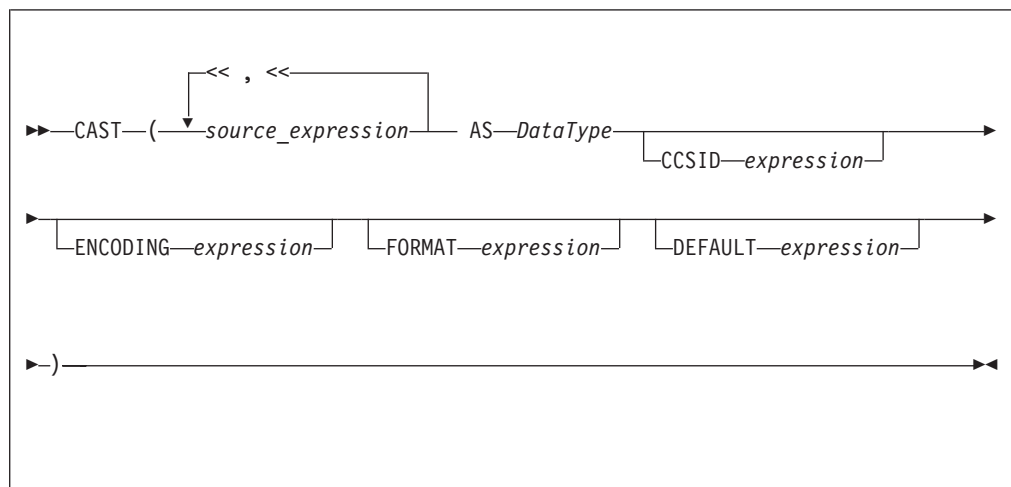 << , <<
CAST ( source_expression AS DataType
CCSID expression
ENCODING expression FORMAT expression DEFAULT expression
)